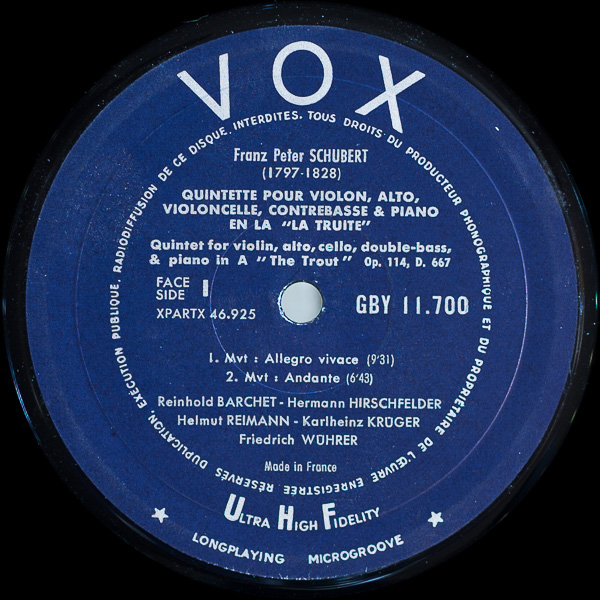 VOX
TOUS DROITS DU PRODUCTEUR PHONOGRAPHIQUE ET DU PROPRIÉTAIRE DE L'ŒUVRE ENREGISTRÉE RÉSERVÉS DUPLICATION, EXÉCUTION PUBLIQUE, RADIODIFFUSION DE CE DISQUE INTERDITES.
Franz Peter SCHUBERT
(1797-1828)
QUINTETTE POUR VIOLON, ALTO,
VIOLONCELLE, CONTREBASSE & PIANO
EN LA "LA TRUITE"
Quintet for violin, alto, cello, double-bass,
& piano in A "The Trout" Op. 114, D. 667
FACE
SIDE I
XPARTX 46.925
GBY 11.700
1. Mvt : Allegro vivace (9'31)
2. Mvt : Andante (6'43)
Reinhold BARCHET - Hermann HIRSCHFELDER
Helmut REIMANN - Karlheinz KRÜGER
Friedrich WÜHRER
Made in France
ULTRA HIGH FIDELITY
LONGPLAYING MICROGROOVE